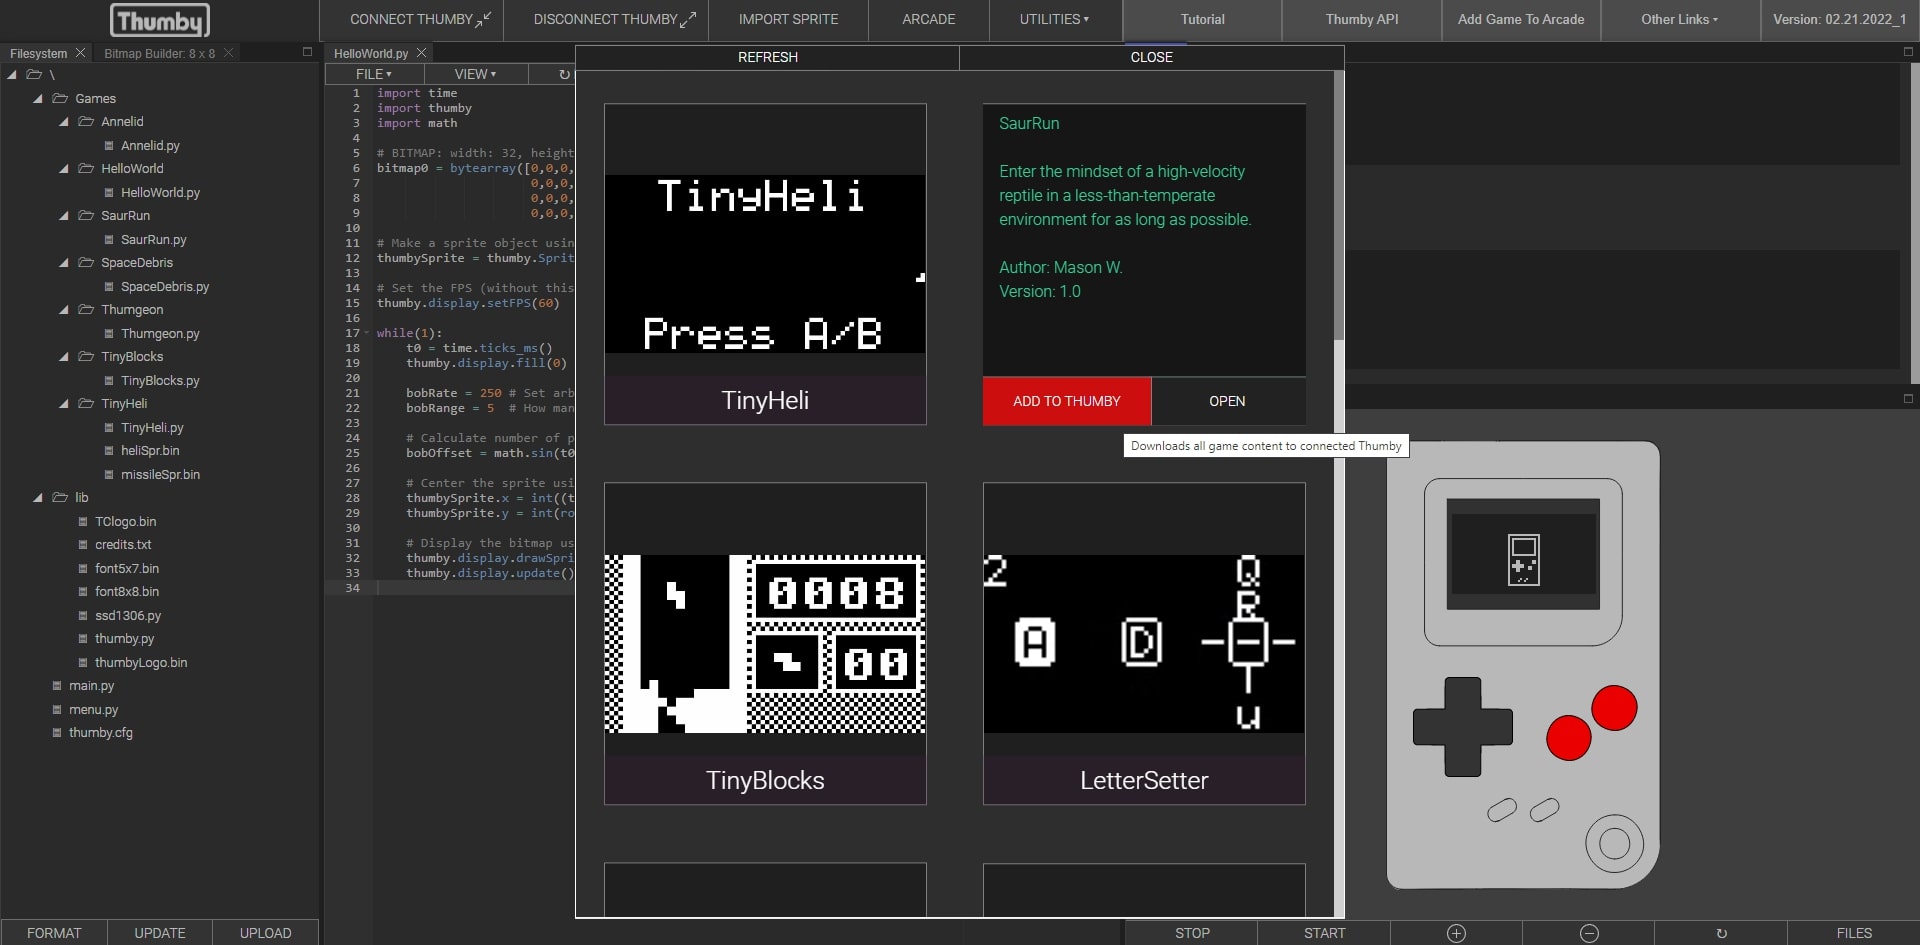 Thumby
CONNECT THUMBY
DISCONNECT THUMBY
IMPORT SPRITE
ARCADE
UTILITIES
Tutorial
Thumby API
Add Game To Arcade
Other Links
Version: 02.21.2022_1
Filesystem
Bitmap Builder: 8 x 8
\
Games
Annelid
Annelid.py
HelloWorld
HelloWorld.py
SaurRun
SaurRun.py
SpaceDebris
SpaceDebris.py
Thumgeon
Thumgeon.py
TinyBlocks
TinyBlocks.py
TinyHeli
TinyHeli.py
heliSpr.bin
missileSpr.bin
lib
TClogo.bin
credits.txt
font5x7.bin
font8x8.bin
ssd1306.py
thumby.py
thumbyLogo.bin
main.py
menu.py
thumby.cfg
FORMAT
UPDATE
UPLOAD
HelloWorld.py
FILE
VIEW
1 import time
2 import thumby
3 import math
4
5 # BITMAP: width: 32, height
6 bitmap0 = bytearray([0,0,0,
7 0,0,0,
8 0,0,0,
9 0,0,0,
10
11 # Make a sprite object usin
12 thumbySprite = thumby.Sprit
13
14 # Set the FPS (without this
15 thumby.display.setFPS(60)
16
17 while(1):
18 t0 = time.ticks_ms()
19 thumby.display.fill(0)
20
21 bobRate = 250 # Set arb
22 bobRange = 5 # How man
23
24 # Calculate number of p
25 bobOffset = math.sin(t0
26
27 # Center the sprite usi
28 thumbySprite.x = int((t
29 thumbySprite.y = int(ro
30
31 # Display the bitmap us
32 thumby.display.drawSpri
33 thumby.display.update()
34
REFRESH
CLOSE
TinyHeli
Press A/B
TinyHeli
SaurRun
Enter the mindset of a high-velocity
reptile in a less-than-temperate
environment for as long as possible.
Author: Mason W.
Version: 1.0
ADD TO THUMBY
OPEN
Downloads all game content to connected Thumby
0008
00
TinyBlocks
2
A
D
Q
R
T
U
LetterSetter
STOP
START
FILES